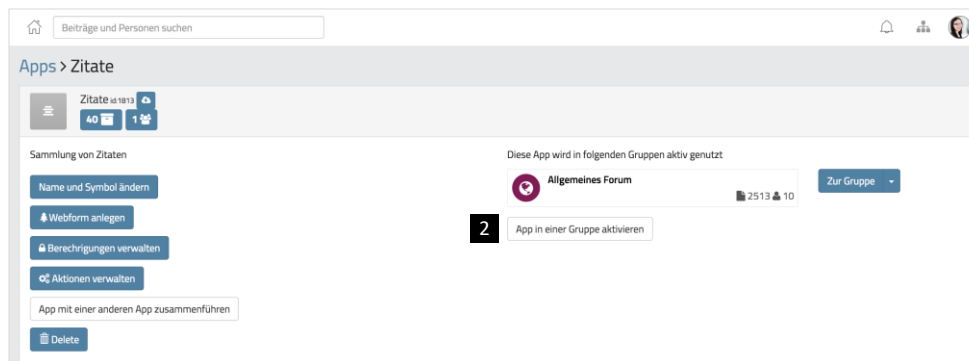 Beiträge und Personen suchen
Apps > Zitate
Zitate id:1813
40 1
Sammlung von Zitaten
Name und Symbol ändern
Webform anlegen
Berechrigungen verwalten
Aktionen verwalten
App mit einer anderen App zusammenführen
Delete
Diese App wird in folgenden Gruppen aktiv genutzt
Allgemeines Forum
2513 10
Zur Gruppe
2 App in einer Gruppe aktivieren